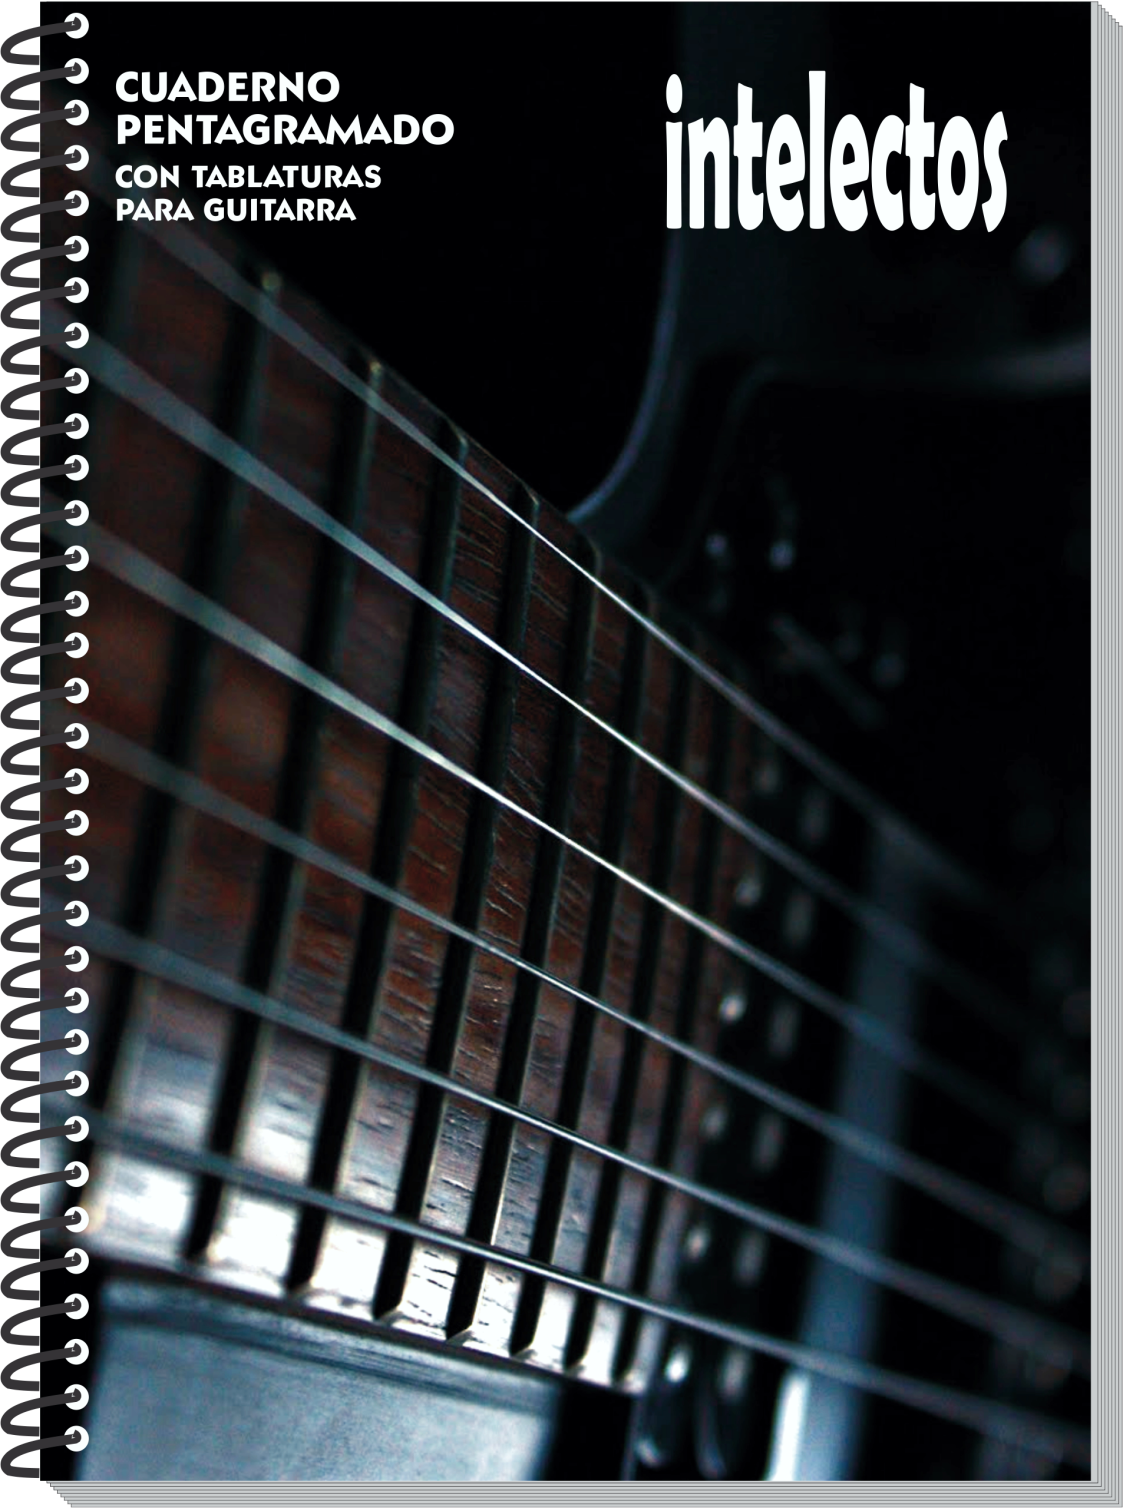 CUADERNO
PENTAGRAMADO
CON TABLATURAS
PARA GUITARRA
intelectos